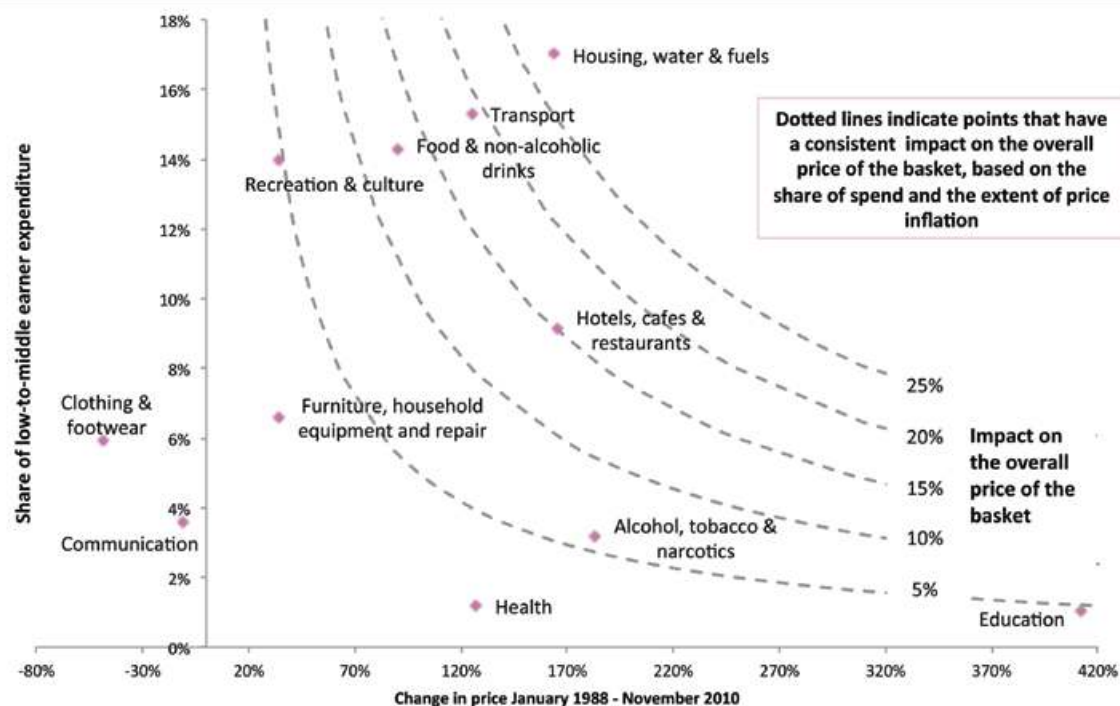 18%
16%
14%
12%
10%
8%
6%
4%
2%
0%
Share of low-to-middle earner expenditure
Housing, water & fuels
Transport
Food & non-alcoholic
drinks
Recreation & culture
Dotted lines indicate points that have
a consistent impact on the overall
price of the basket, based on the
share of spend and the extent of price
inflation
Hotels, cafes &
restaurants
Clothing &
footwear
Furniture, household
equipment and repair
Communication
Alcohol, tobacco &
narcotics
Health
Education
25%
20%
15%
10%
5%
Impact on
the overall
price of the
basket
-80%
-30%
20%
70%
120%
170%
220%
270%
320%
370%
420%
Change in price January 1988 - November 2010